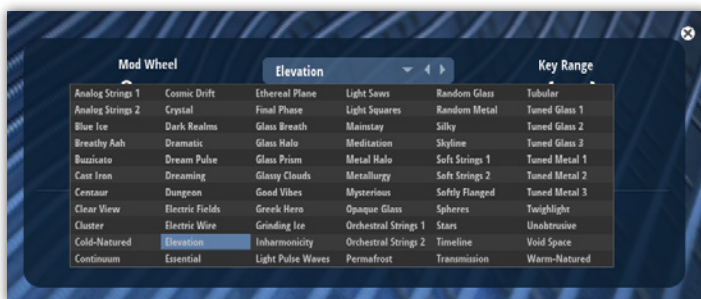 Mod Wheel
Elevation
Key Range
Analog Strings 1 Cosmic Drift Ethereal Plane Light Saws Random Glass Tubular
Analog Strings 2 Crystal Final Phase Light Squares Random Metal Tuned Glass 1
Blue Ice Dark Realms Glass Breath Mainstay Silky Tuned Glass 2
Breathy Aah Dramatic Glass Halo Meditation Skyline Tuned Glass 3
Buzzicato Dream Pulse Glass Prism Metal Halo Soft Strings 1 Tuned Metal 1
Cast Iron Dreaming Glassy Clouds Metallurgy Soft Strings 2 Tuned Metal 2
Centaur Dungeon Good Vibes Mysterious Softly Flanged Tuned Metal 3
Clear View Electric Fields Greek Hero Opaque Glass Spheres Twighlight
Cluster Electric Wire Grinding Ice Orchestral Strings 1 Stars Unobtrusive
Cold-Natured Elevation Inharmonicity Orchestral Strings 2 Timeline Void Space
Continuum Essential Light Pulse Waves Permafrost Transmission Warm-Natured